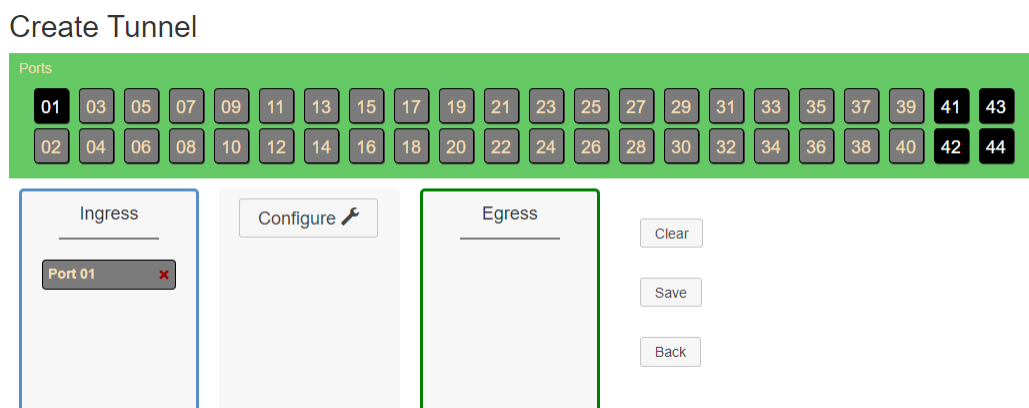 Create Tunnel
Ports
01 03 05 07 09 11 13 15 17 19 21 23 25 27 29 31 33 35 37 39 41 43
02 04 06 08 10 12 14 16 18 20 22 24 26 28 30 32 34 36 38 40 42 44
Ingress
Port 01
Configure
Egress
Clear
Save
Back